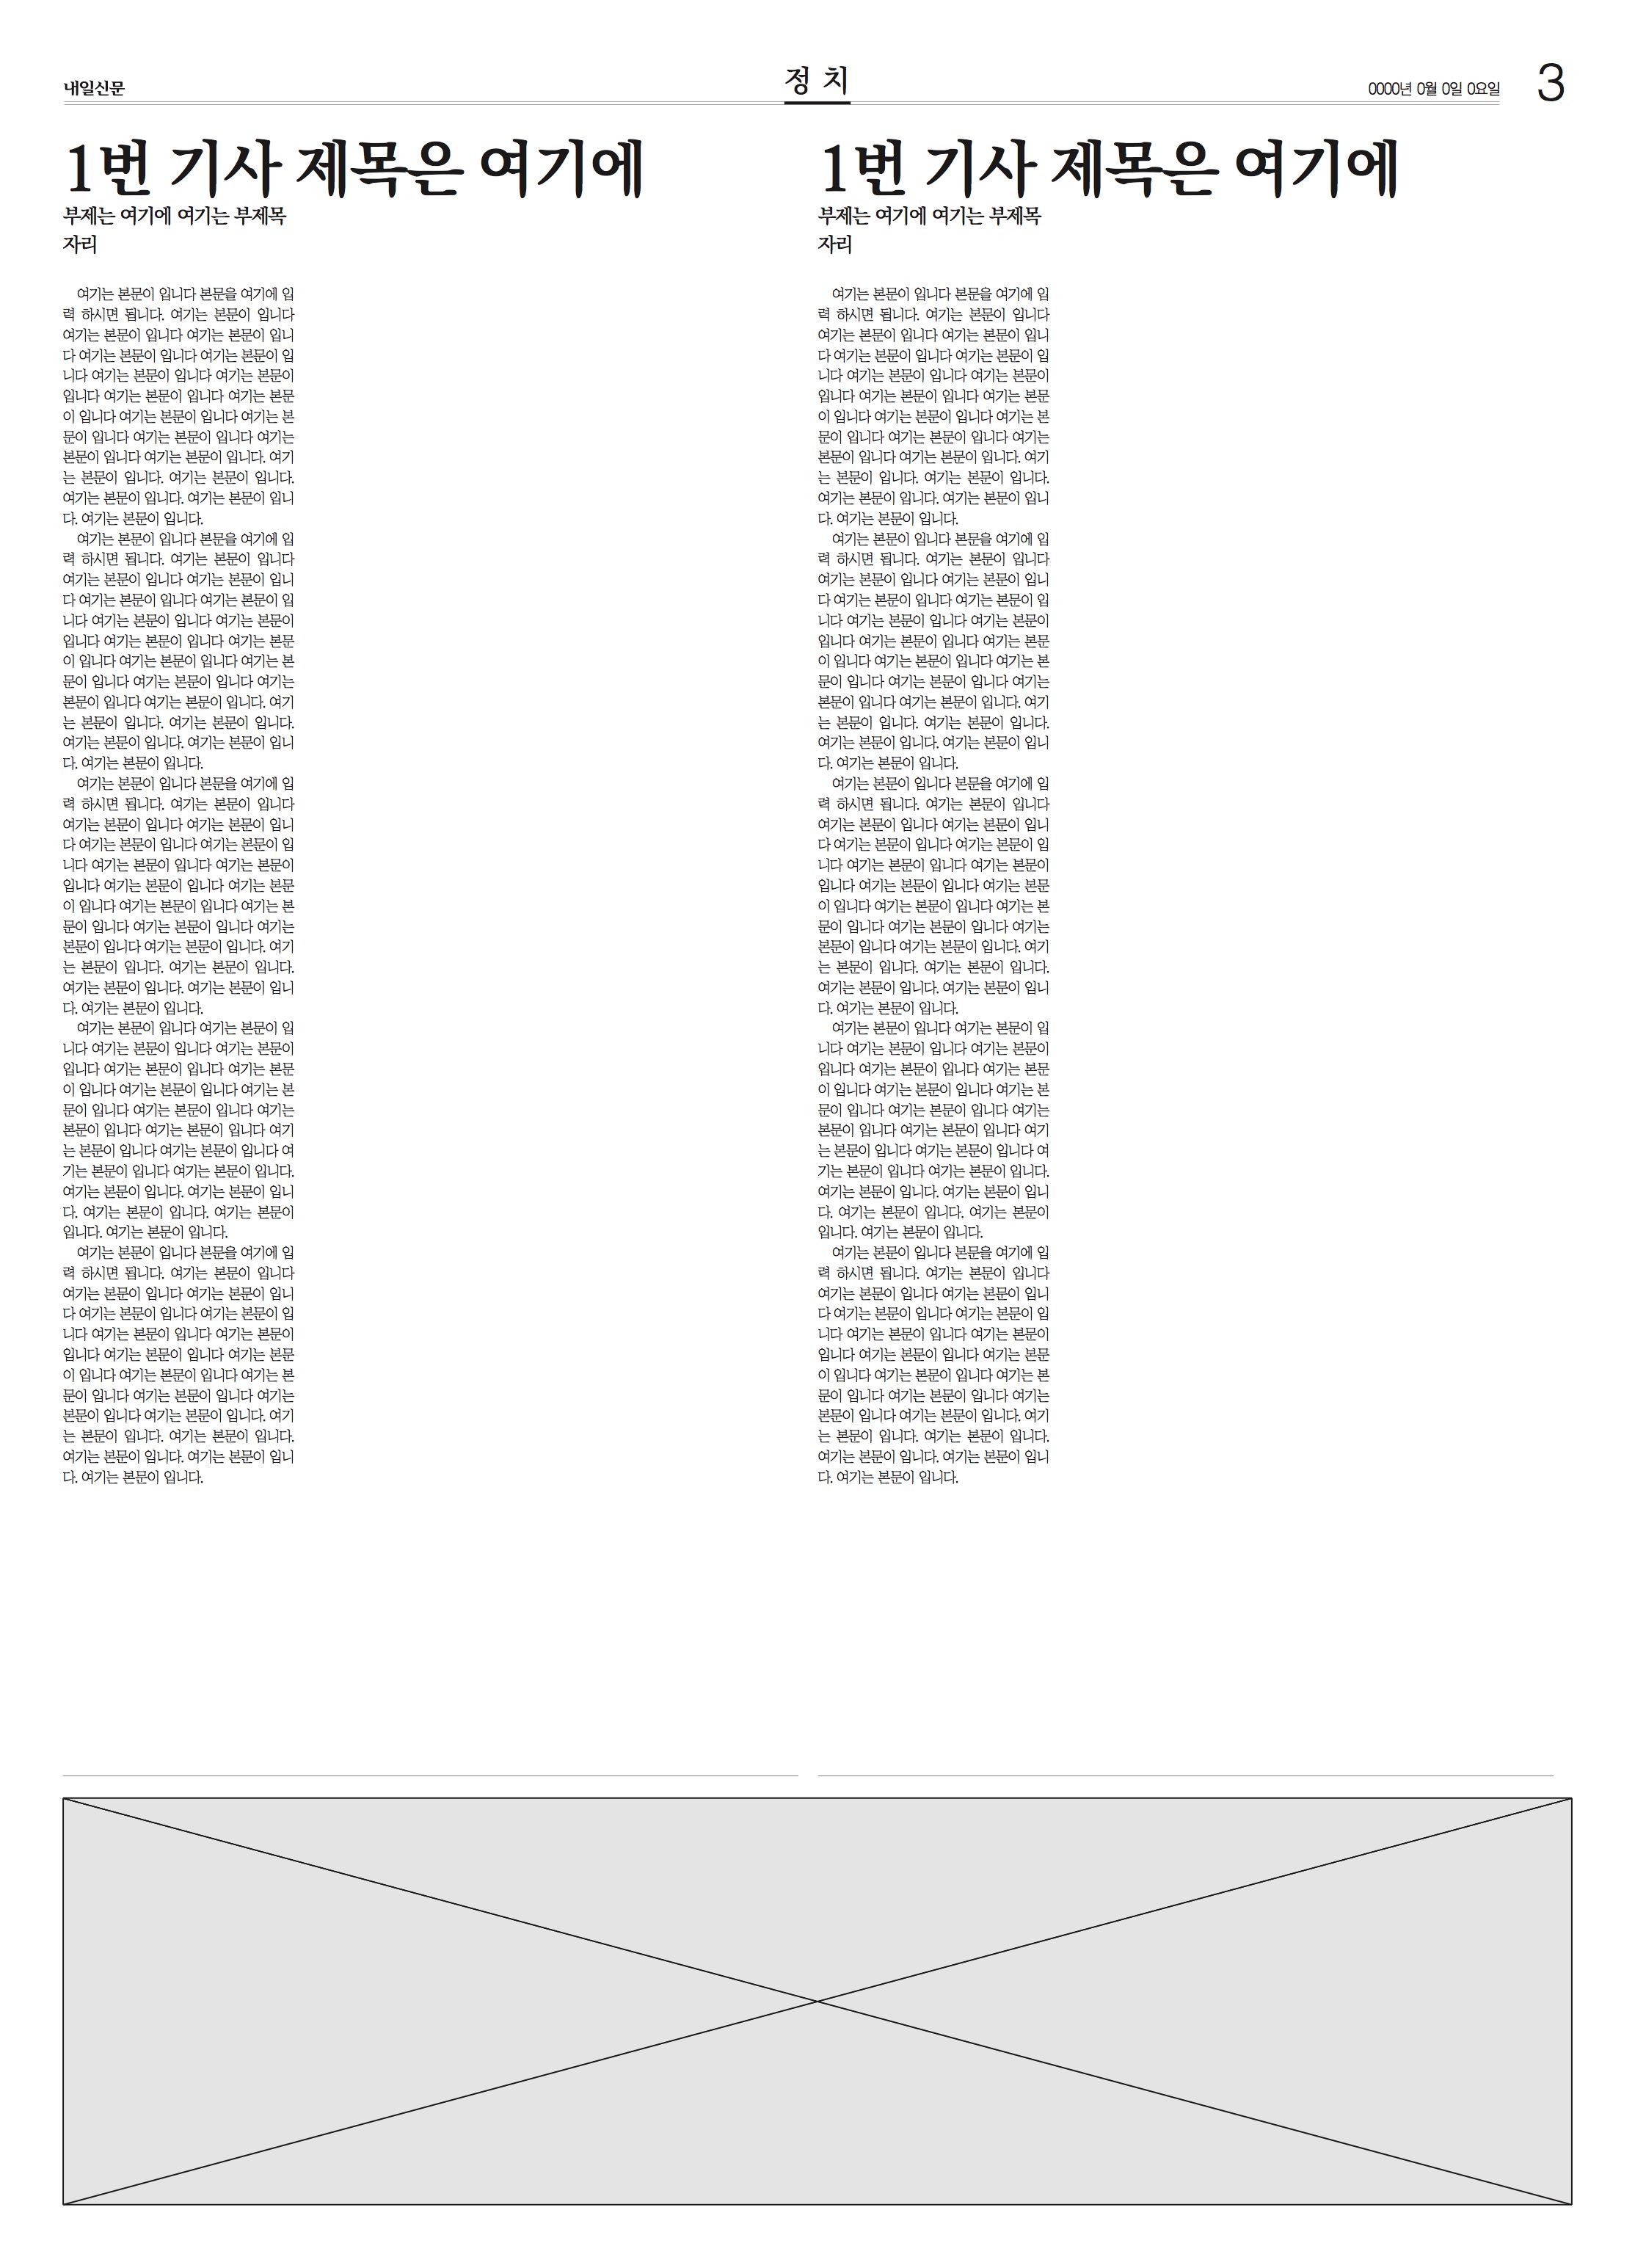 내일신문
정 치
0000년 0월 0일 0요일
3
1번 기사 제목은 여기에
부제는 여기에 여기는 부제목
자리
여기는 본문이 입니다 본문을 여기에 입
력 하시면 됩니다. 여기는 본문이 입니다
여기는 본문이 입니다 여기는 본문이 입니
다 여기는 본문이 입니다 여기는 본문이 입
니다 여기는 본문이 입니다 여기는 본문이
입니다 여기는 본문이 입니다 여기는 본문
이 입니다 여기는 본문이 입니다 여기는 본
문이 입니다 여기는 본문이 입니다 여기는
본문이 입니다 여기는 본문이 입니다. 여기
는 본문이 입니다. 여기는 본문이 입니다.
여기는 본문이 입니다. 여기는 본문이 입니
다. 여기는 본문이 입니다.
여기는 본문이 입니다 본문을 여기에 입
력 하시면 됩니다. 여기는 본문이 입니다
여기는 본문이 입니다 여기는 본문이 입니
다 여기는 본문이 입니다 여기는 본문이 입
니다 여기는 본문이 입니다 여기는 본문이
입니다 여기는 본문이 입니다 여기는 본문
이 입니다 여기는 본문이 입니다 여기는 본
문이 입니다 여기는 본문이 입니다 여기는
본문이 입니다 여기는 본문이 입니다. 여기
는 본문이 입니다. 여기는 본문이 입니다.
여기는 본문이 입니다. 여기는 본문이 입니
다. 여기는 본문이 입니다.
여기는 본문이 입니다 본문을 여기에 입
력 하시면 됩니다. 여기는 본문이 입니다
여기는 본문이 입니다 여기는 본문이 입니
다 여기는 본문이 입니다 여기는 본문이 입
니다 여기는 본문이 입니다 여기는 본문이
입니다 여기는 본문이 입니다 여기는 본문
이 입니다 여기는 본문이 입니다 여기는 본
문이 입니다 여기는 본문이 입니다 여기는
본문이 입니다 여기는 본문이 입니다. 여기
는 본문이 입니다. 여기는 본문이 입니다.
여기는 본문이 입니다. 여기는 본문이 입니
다. 여기는 본문이 입니다.
여기는 본문이 입니다 여기는 본문이 입
니다 여기는 본문이 입니다 여기는 본문이
입니다 여기는 본문이 입니다 여기는 본문
이 입니다 여기는 본문이 입니다 여기는 본
문이 입니다 여기는 본문이 입니다 여기는
본문이 입니다 여기는 본문이 입니다 여기
는 본문이 입니다 여기는 본문이 입니다 여
기는 본문이 입니다 여기는 본문이 입니다.
여기는 본문이 입니다. 여기는 본문이 입니
다. 여기는 본문이 입니다. 여기는 본문이
입니다. 여기는 본문이 입니다.
여기는 본문이 입니다 본문을 여기에 입
력 하시면 됩니다. 여기는 본문이 입니다
여기는 본문이 입니다 여기는 본문이 입니
다 여기는 본문이 입니다 여기는 본문이 입
니다 여기는 본문이 입니다 여기는 본문이
입니다 여기는 본문이 입니다 여기는 본문
이 입니다 여기는 본문이 입니다 여기는 본
문이 입니다 여기는 본문이 입니다 여기는
본문이 입니다 여기는 본문이 입니다. 여기
는 본문이 입니다. 여기는 본문이 입니다.
여기는 본문이 입니다. 여기는 본문이 입니
다. 여기는 본문이 입니다.
1번 기사 제목은 여기에
부제는 여기에 여기는 부제목
자리
여기는 본문이 입니다 본문을 여기에 입
력 하시면 됩니다. 여기는 본문이 입니다
여기는 본문이 입니다 여기는 본문이 입니
다 여기는 본문이 입니다 여기는 본문이 입
니다 여기는 본문이 입니다 여기는 본문이
입니다 여기는 본문이 입니다 여기는 본문
이 입니다 여기는 본문이 입니다 여기는 본
문이 입니다 여기는 본문이 입니다 여기는
본문이 입니다 여기는 본문이 입니다. 여기
는 본문이 입니다. 여기는 본문이 입니다.
여기는 본문이 입니다. 여기는 본문이 입니
다. 여기는 본문이 입니다.
여기는 본문이 입니다 본문을 여기에 입
력 하시면 됩니다. 여기는 본문이 입니다
여기는 본문이 입니다 여기는 본문이 입니
다 여기는 본문이 입니다 여기는 본문이 입
니다 여기는 본문이 입니다 여기는 본문이
입니다 여기는 본문이 입니다 여기는 본문
이 입니다 여기는 본문이 입니다 여기는 본
문이 입니다 여기는 본문이 입니다 여기는
본문이 입니다 여기는 본문이 입니다. 여기
는 본문이 입니다. 여기는 본문이 입니다.
여기는 본문이 입니다. 여기는 본문이 입니
다. 여기는 본문이 입니다.
여기는 본문이 입니다 본문을 여기에 입
력 하시면 됩니다. 여기는 본문이 입니다
여기는 본문이 입니다 여기는 본문이 입니
다 여기는 본문이 입니다 여기는 본문이 입
니다 여기는 본문이 입니다 여기는 본문이
입니다 여기는 본문이 입니다 여기는 본문
이 입니다 여기는 본문이 입니다 여기는 본
문이 입니다 여기는 본문이 입니다 여기는
본문이 입니다 여기는 본문이 입니다. 여기
는 본문이 입니다. 여기는 본문이 입니다.
여기는 본문이 입니다. 여기는 본문이 입니
다. 여기는 본문이 입니다.
여기는 본문이 입니다 여기는 본문이 입
니다 여기는 본문이 입니다 여기는 본문이
입니다 여기는 본문이 입니다 여기는 본문
이 입니다 여기는 본문이 입니다 여기는 본
문이 입니다 여기는 본문이 입니다 여기는
본문이 입니다 여기는 본문이 입니다 여기
는 본문이 입니다 여기는 본문이 입니다 여
기는 본문이 입니다 여기는 본문이 입니다.
여기는 본문이 입니다. 여기는 본문이 입니
다. 여기는 본문이 입니다. 여기는 본문이
입니다. 여기는 본문이 입니다.
여기는 본문이 입니다 본문을 여기에 입
력 하시면 됩니다. 여기는 본문이 입니다
여기는 본문이 입니다 여기는 본문이 입니
다 여기는 본문이 입니다 여기는 본문이 입
니다 여기는 본문이 입니다 여기는 본문이
입니다 여기는 본문이 입니다 여기는 본문
이 입니다 여기는 본문이 입니다 여기는 본
문이 입니다 여기는 본문이 입니다 여기는
본문이 입니다 여기는 본문이 입니다. 여기
는 본문이 입니다. 여기는 본문이 입니다.
여기는 본문이 입니다. 여기는 본문이 입니
다. 여기는 본문이 입니다.